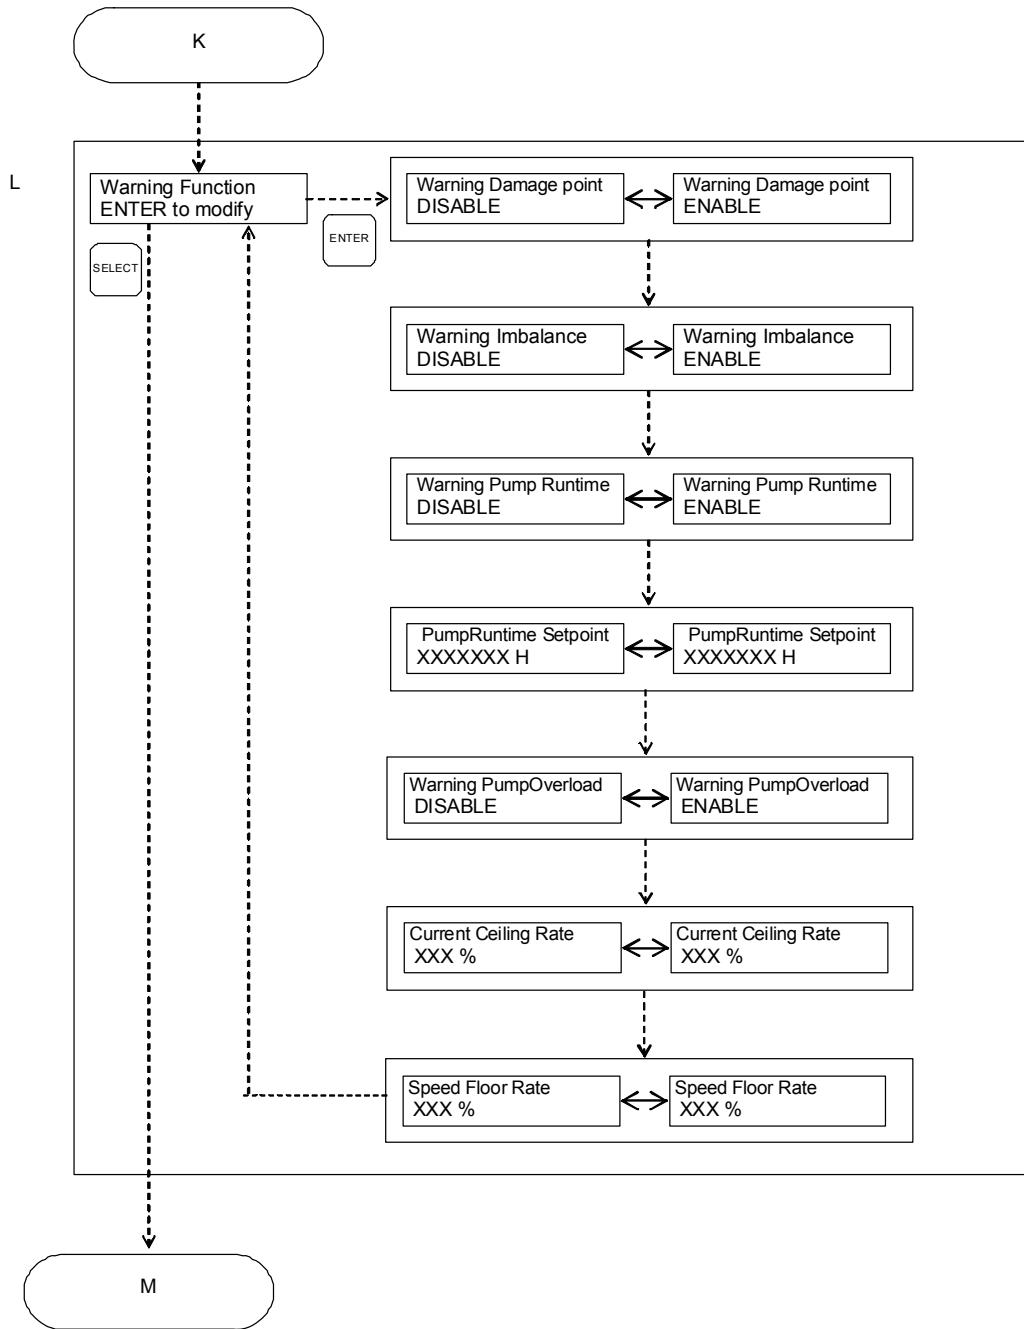 K
L
Warning Function
ENTER to modify
SELECT
ENTER
Warning Damage point
DISABLE
Warning Damage point
ENABLE
Warning Imbalance
DISABLE
Warning Imbalance
ENABLE
Warning Pump Runtime
DISABLE
Warning Pump Runtime
ENABLE
PumpRuntime Setpoint
XXXXXXX H
PumpRuntime Setpoint
XXXXXXX H
Warning PumpOverload
DISABLE
Warning PumpOverload
ENABLE
Current Ceiling Rate
XXX %
Current Ceiling Rate
XXX %
Speed Floor Rate
XXX %
Speed Floor Rate
XXX %
M